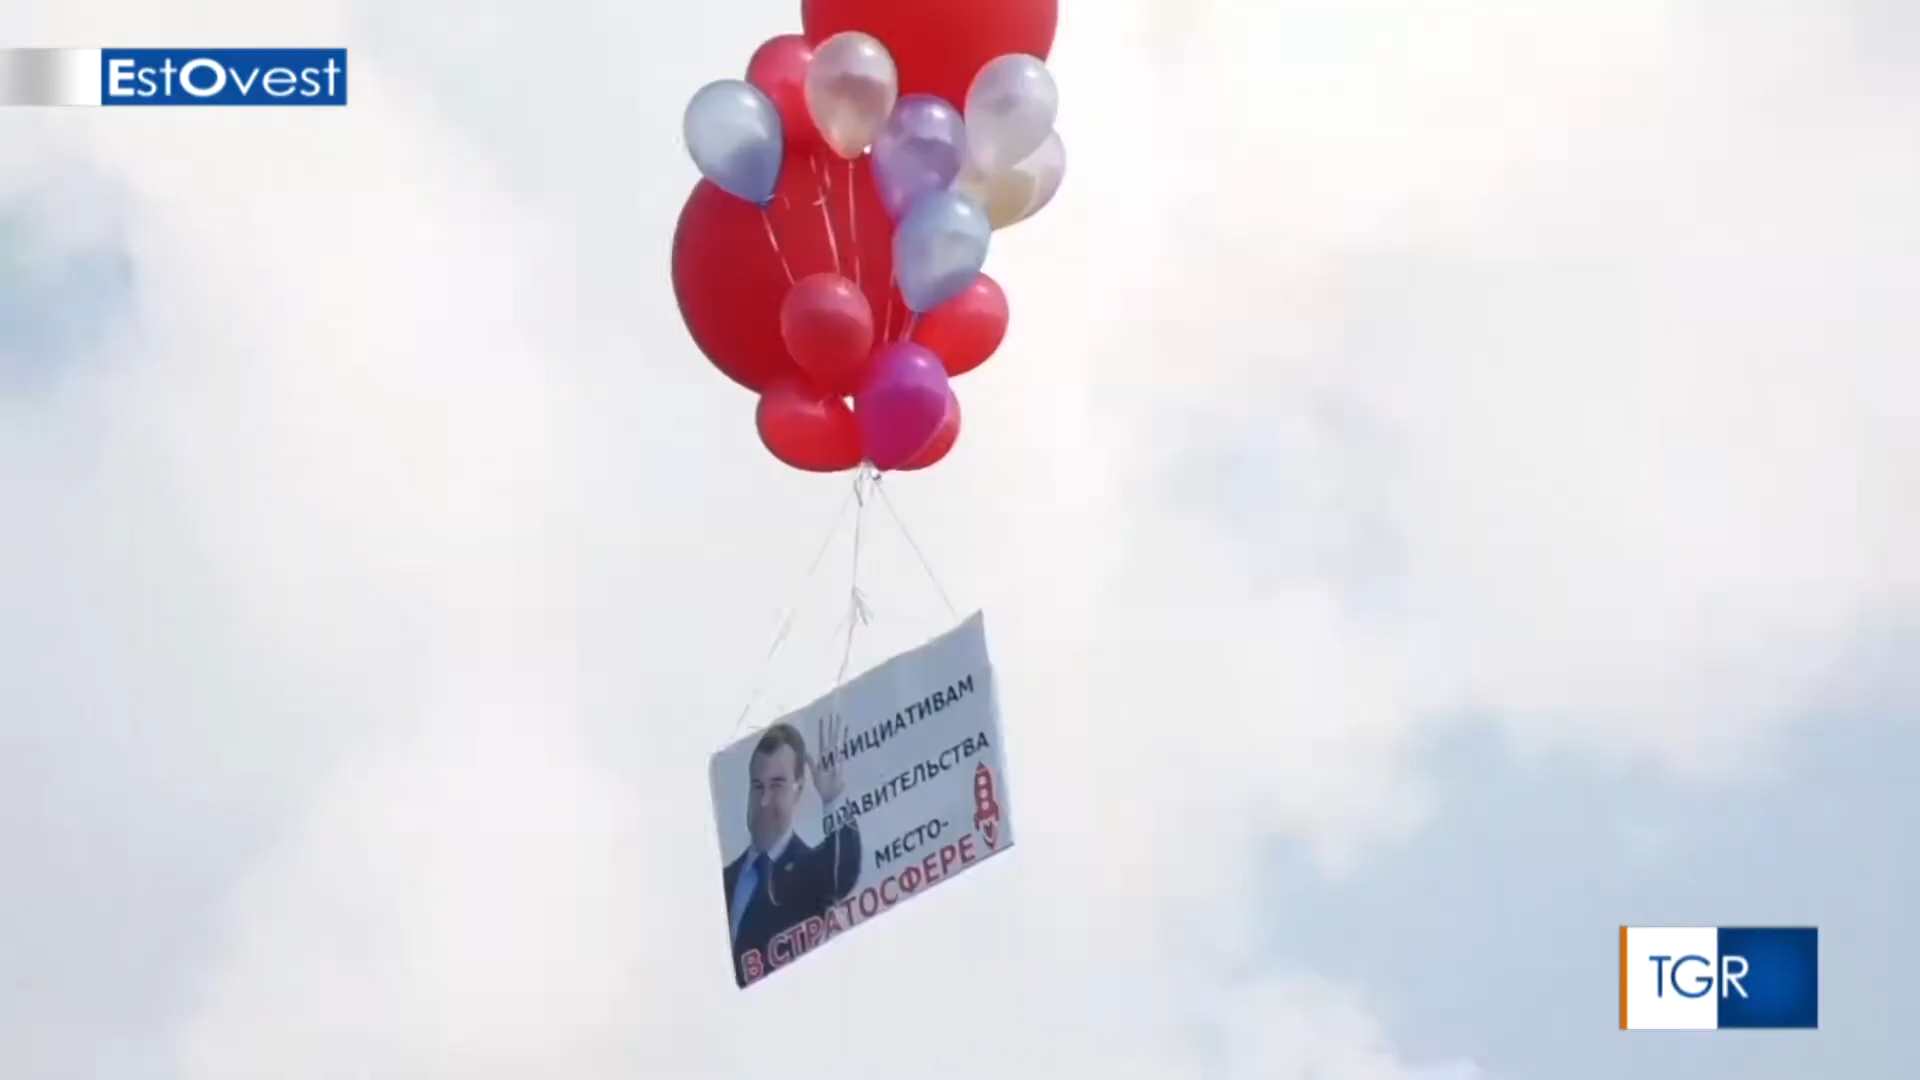 EstOvest
ИНИЦИАТИВАМ
ПРАВИТЕЛЬСТВА
МЕСТО-
В СТРАТОСФЕРЕ
TGR